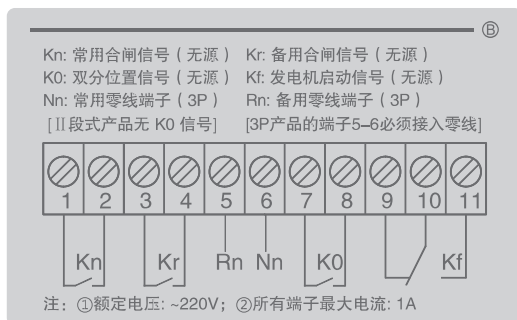 Ⓑ
Kn: 常用合闸信号（无源） Kr: 备用合闸信号（无源）
K0: 双分位置信号（无源） Kf: 发电机启动信号（无源）
Nn: 常用零线端子（3P） Rn: 备用零线端子（3P）
[Ⅱ段式产品无 K0 信号] [3P产品的端子5–6必须接入零线]
1 2 3 4 5 6 7 8 9 10 11
Kn Kr Rn Nn K0 Kf
注: ①额定电压: ~220V；②所有端子最大电流: 1A